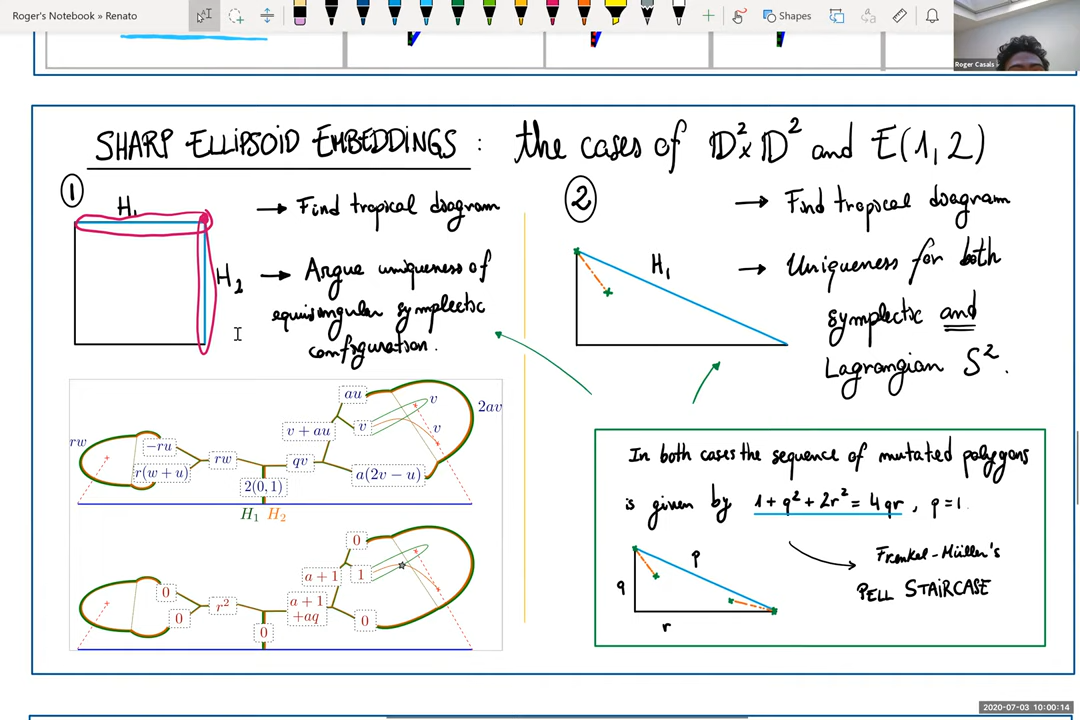 Roger's Notebook » Renato
Shapes
Roger Casals
SHARP ELLIPSOID EMBEDDINGS : the cases of D²×D² and E(1,2)
1
H₁
H₂
→ Find tropical diagram
→ Argue uniqueness of
equisingular symplectic
configuration.
rw
-ru
r(w + u)
rw
2(0, 1)
H₁ H₂
qv
v + au
au
v
a(2v − u)
v
v
2av
0
0
r²
0
a + 1
+aq
a + 1
0
1
0
2
H₁
→ Find tropical diagram
→ Uniqueness for both
symplectic and
Lagrangian S².
In both cases the sequence of mutated polygons
is given by 1+q²+2r²=4qr, p=1.
Frenkel-Müller's
PELL STAIRCASE
p
q
r
2020-07-03 10:00:14